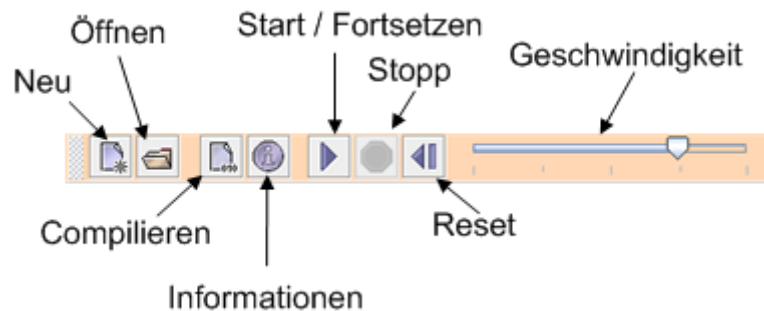 Start / Fortsetzen
Öffnen
Stopp
Geschwindigkeit
Neu
Compilieren
Reset
Informationen